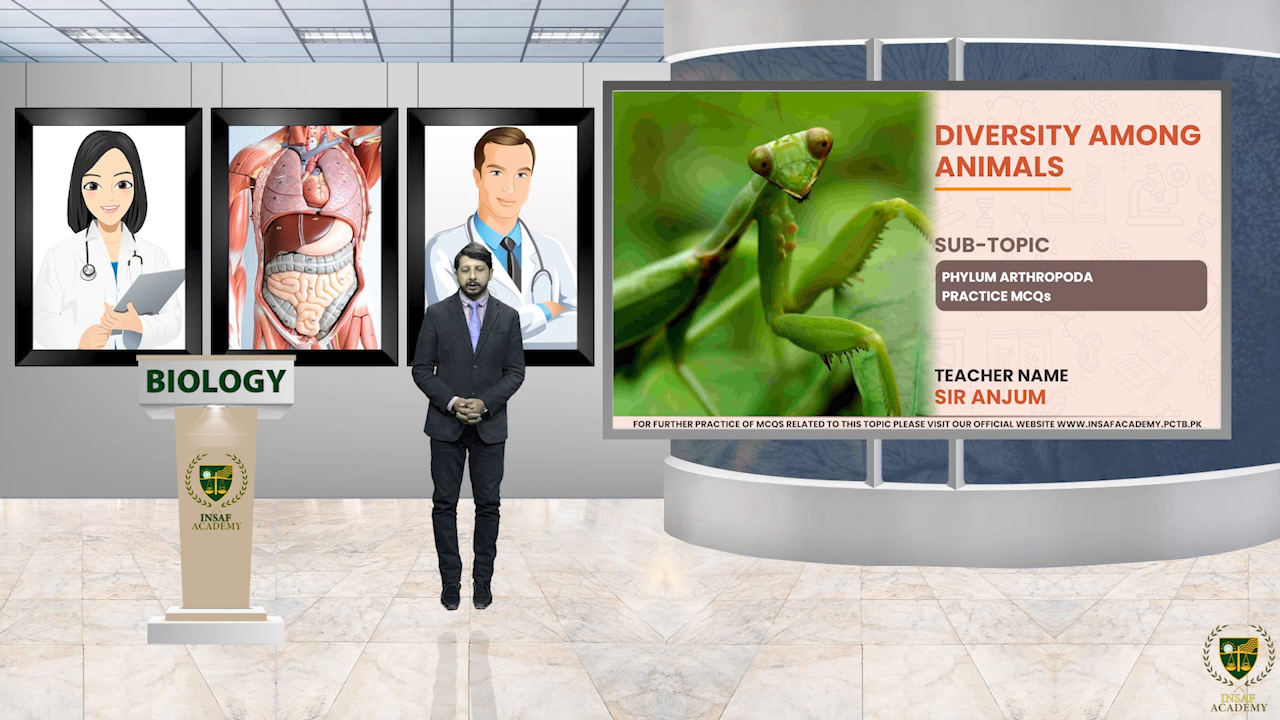 BIOLOGY
INSAF
ACADEMY
DIVERSITY AMONG
ANIMALS
SUB-TOPIC
PHYLUM ARTHROPODA
PRACTICE MCQs
TEACHER NAME
SIR ANJUM
FOR FURTHER PRACTICE OF MCQS RELATED TO THIS TOPIC PLEASE VISIT OUR OFFICIAL WEBSITE WWW.INSAFACADEMY.PCTB.PK
INSAF
ACADEMY